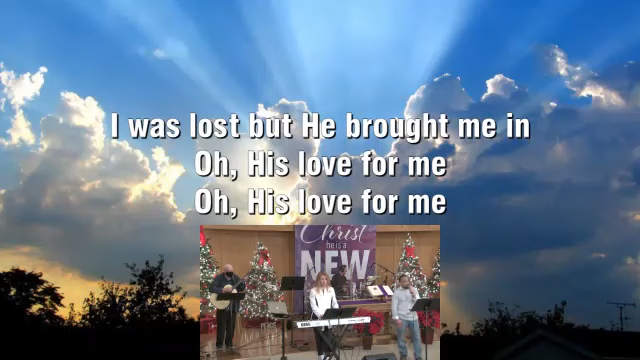 I was lost but He brought me in
Oh, His love for me
Oh, His love for me
Christ
he is a
NEW